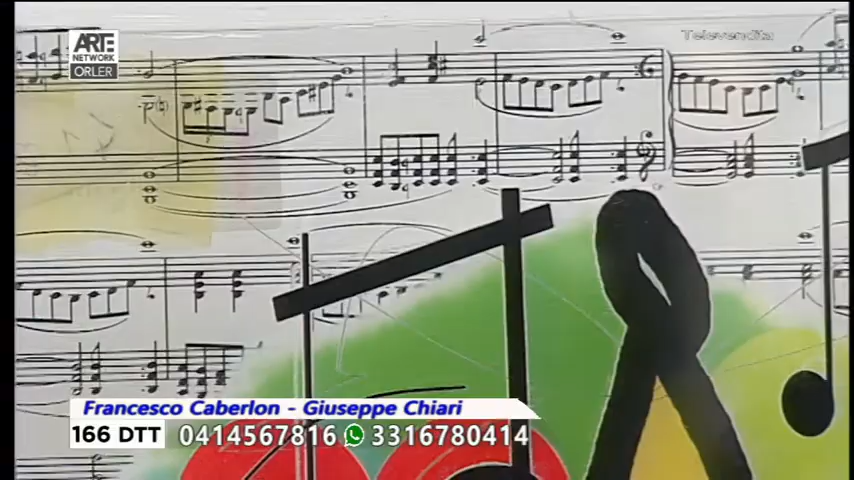 ARTE
NETWORK
ORLER
Televendita
Francesco Caberlon - Giuseppe Chiari
166 DTT
0414567816 3316780414